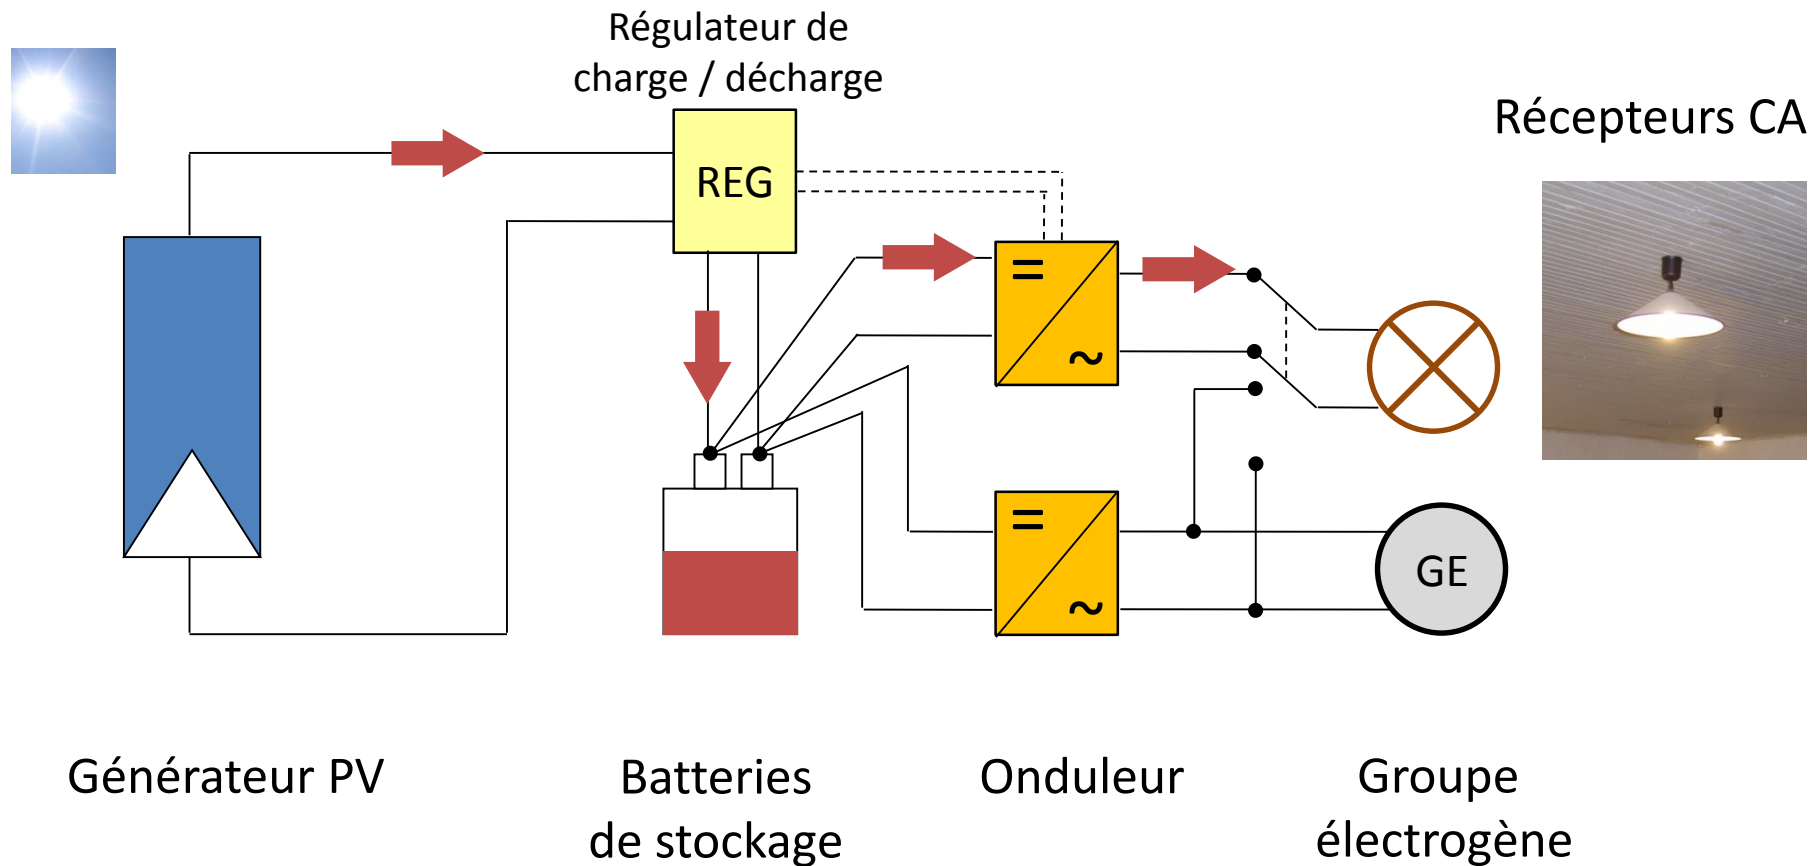 Régulateur de
charge / décharge
Récepteurs CA
REG
=
~
=
~
GE
Générateur PV
Batteries
de stockage
Onduleur
Groupe
électrogène